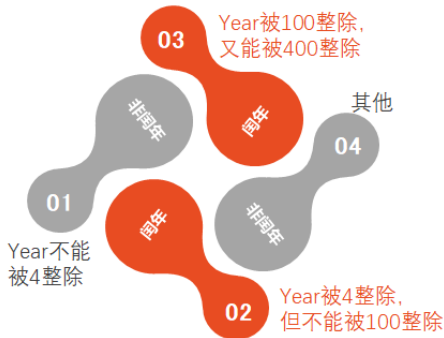 03
Year被100整除，
又能被400整除
非闰年
闰年
其他
04
01
Year不能
被4整除
闰年
非闰年
02
Year被4整除，
但不能被100整除